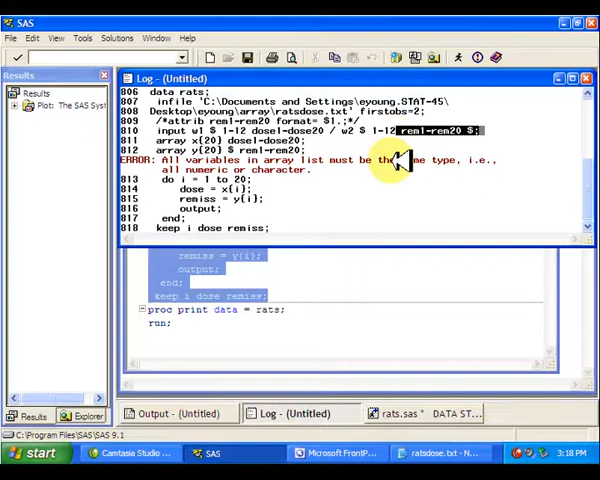 SAS
File Edit View Tools Solutions Window Help
Results
Plot: The SAS Sys
Log - (Untitled)
806 data rats;
807 infile 'C:\Documents and Settings\eyoung.STAT-45\
808 Desktop\eyoung\array\ratsdose.txt' firstobs=2;
809 /*attrib rem1-rem20 format= $1.;*/
810 input w1 $ 1-12 dose1-dose20 / w2 $ 1-12 rem1-rem20 $;
811 array x{20} dose1-dose20;
812 array y{20} $ rem1-rem20;
ERROR: All variables in array list must be the same type, i.e.,
all numeric or character.
813 do i = 1 to 20;
814 dose = x{i};
815 remiss = y{i};
816 output;
817 end;
818 keep i dose remiss;
remiss = y{i};
output;
end;
keep i dose remiss;
proc print data = rats;
run;
Results Explorer
Output - (Untitled) Log - (Untitled) rats.sas * DATA ST...
C:\Program Files\SAS\SAS 9.1
start Camtasia Studio ... SAS Microsoft FrontP... ratsdose.txt - N... 3:18 PM